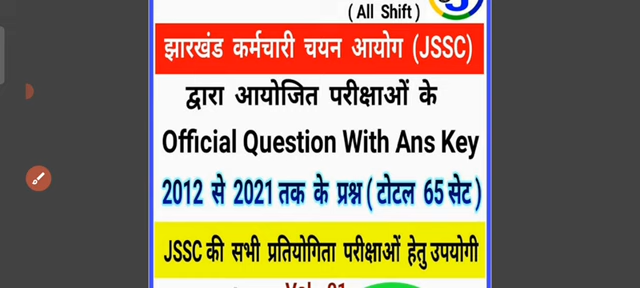 ( All Shift )
झारखंड कर्मचारी चयन आयोग (JSSC)
द्वारा आयोजित परीक्षाओं के
Official Question With Ans Key
2012 से 2021 तक के प्रश्न ( टोटल 65 सेट )
JSSC की सभी प्रतियोगिता परीक्षाओं हेतु उपयोगी